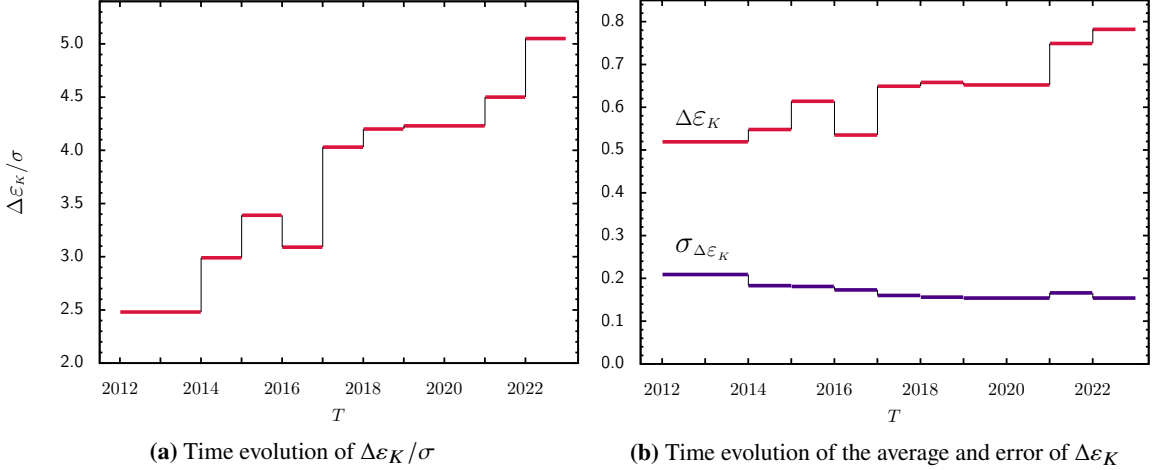 5.0
4.5
4.0
3.5
3.0
2.5
2.0
Δε_K/σ
2012 2014 2016 2018 2020 2022
T
(a) Time evolution of Δε_K/σ
0.8
0.7
0.6
0.5
0.4
0.3
0.2
0.1
0.0
Δε_K
σ_Δε_K
2012 2014 2016 2018 2020 2022
T
(b) Time evolution of the average and error of Δε_K